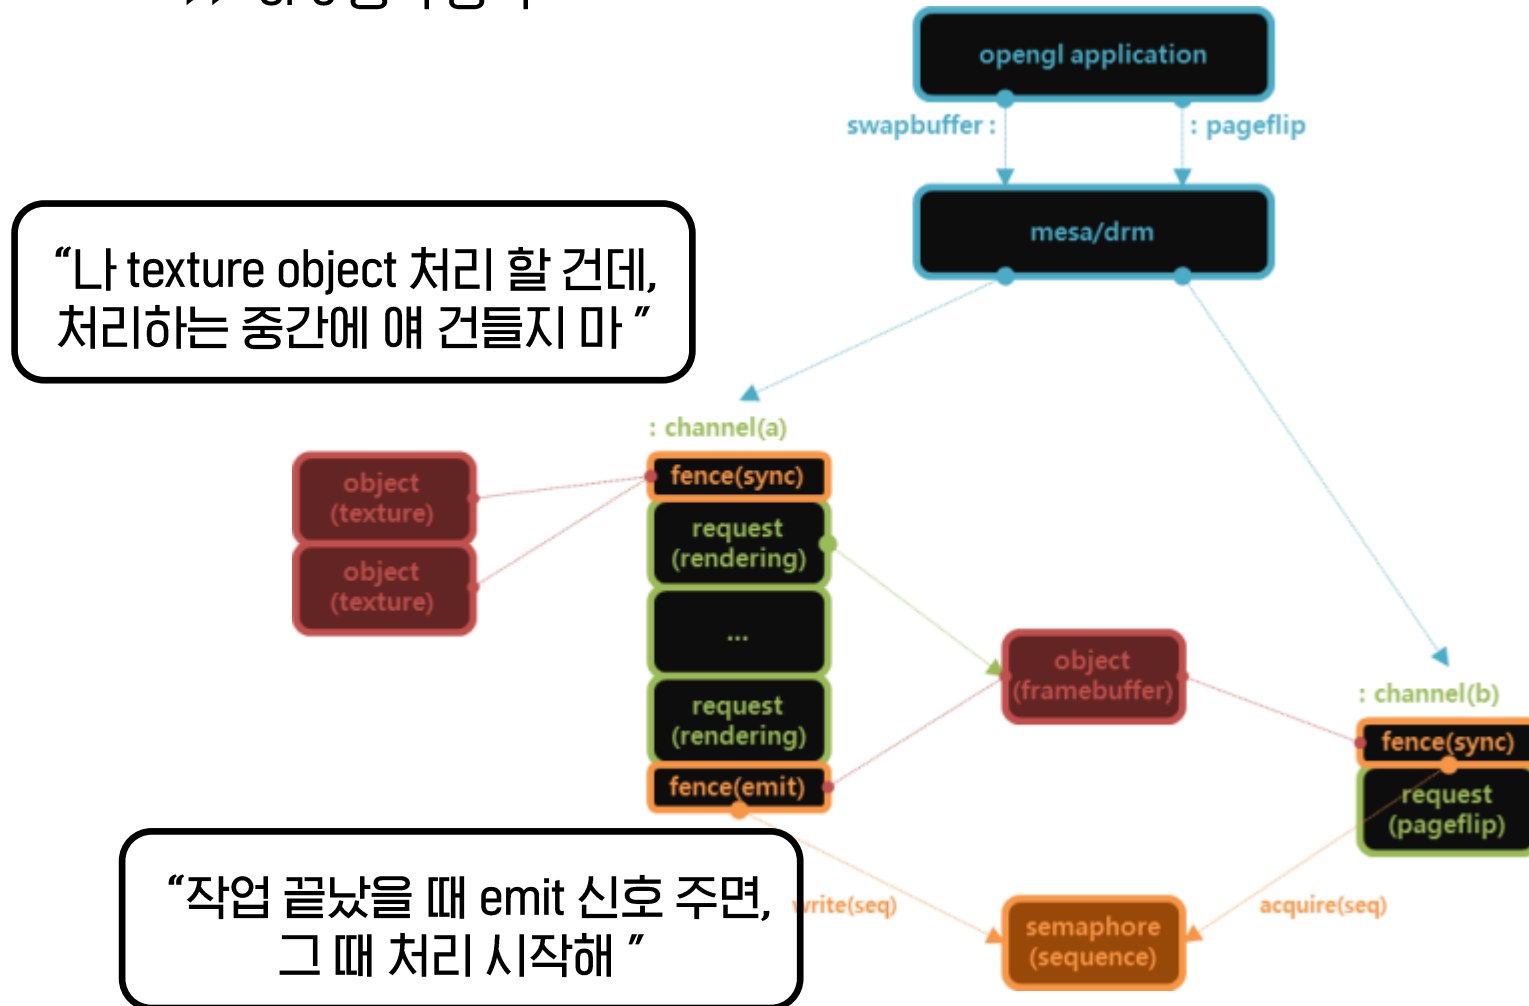 opengl application
swapbuffer :
: pageflip
mesa/drm
“나 texture object 처리 할 건데,
처리하는 중간에 얘 건들지 마 ”
: channel(a)
fence(sync)
object
(texture)
object
(texture)
request
(rendering)
...
request
(rendering)
fence(emit)
object
(framebuffer)
: channel(b)
fence(sync)
request
(pageflip)
“작업 끝났을 때 emit 신호 주면,
그 때 처리 시작해 ”
write(seq)
acquire(seq)
semaphore
(sequence)